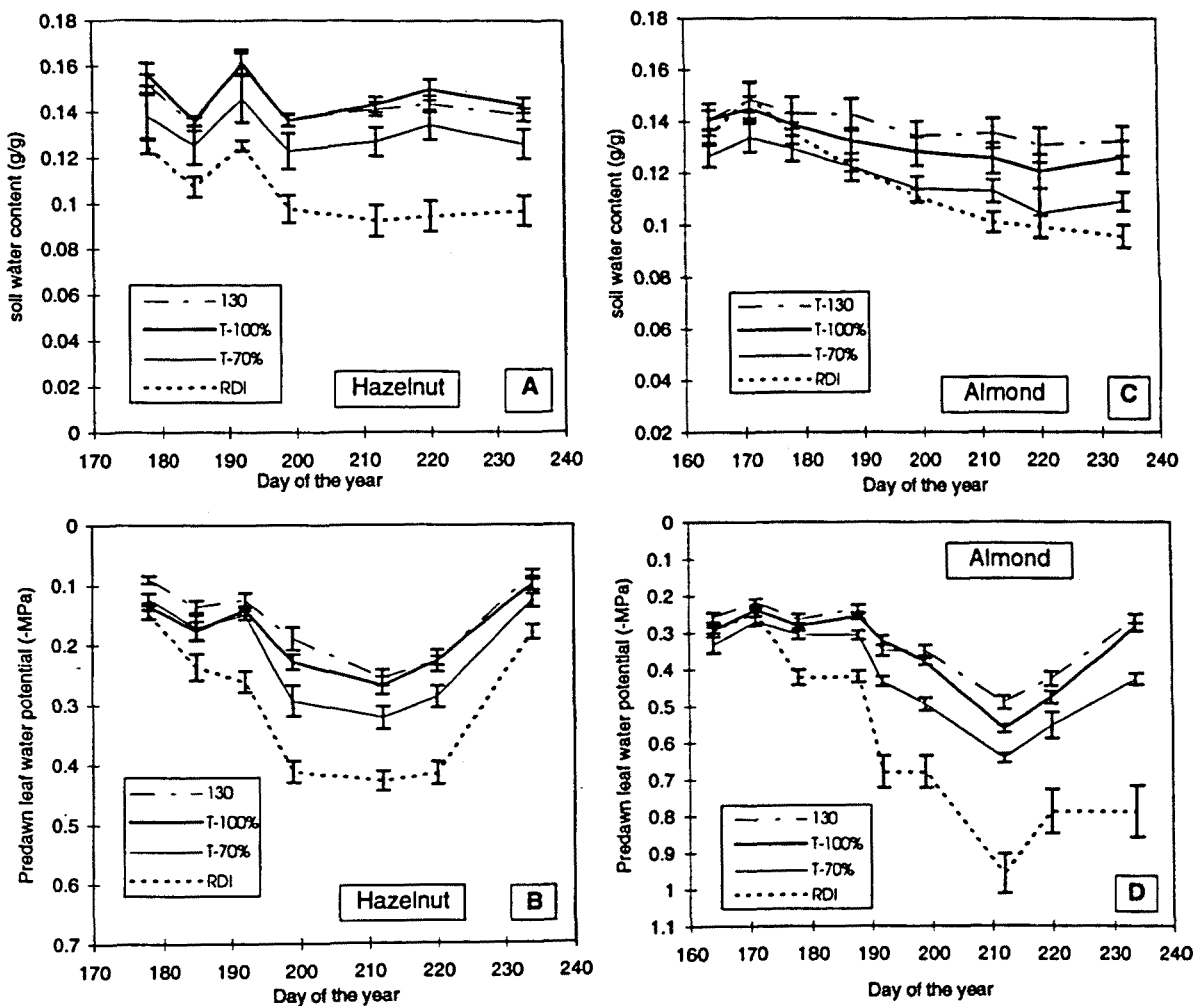 0.18
0.16
0.14
0.12
0.1
0.08
0.06
0.04
0.02
0
soil water content (g/g)
130
T-100%
T-70%
RDI
Hazelnut
A
170 180 190 200 210 220 230 240
Day of the year
0.18
0.16
0.14
0.12
0.1
0.08
0.06
0.04
0.02
soil water content (g/g)
T-130
T-100%
T-70%
RDI
Almond
C
160 170 180 190 200 210 220 230 240
Day of the year
0
0.1
0.2
0.3
0.4
0.5
0.6
0.7
Predawn leaf water potential (-MPa)
130
T-100%
T-70%
RDI
Hazelnut
B
170 180 190 200 210 220 230 240
Day of the year
0
0.1
0.2
0.3
0.4
0.5
0.6
0.7
0.8
0.9
1
1.1
Predawn leaf water potential (-MPa)
Almond
130
T-100%
T-70%
RDI
D
160 170 180 190 200 210 220 230 240
Day of the year